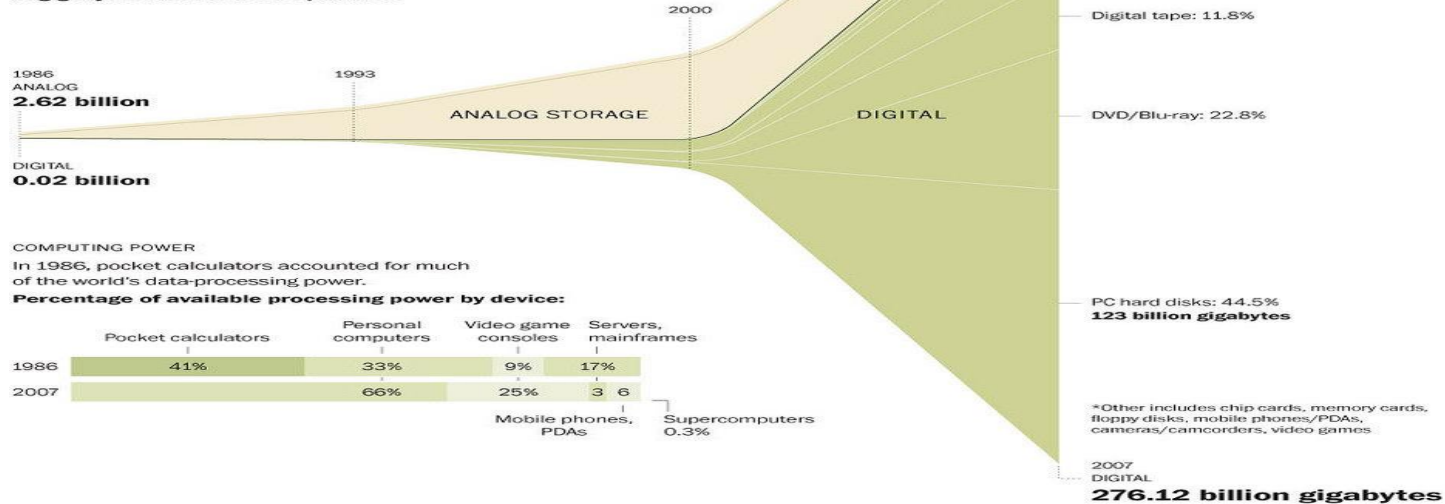 2000
Digital tape: 11.8%
1986
ANALOG
2.62 billion
1993
ANALOG STORAGE
DIGITAL
DVD/Blu-ray: 22.8%
DIGITAL
0.02 billion
COMPUTING POWER
In 1986, pocket calculators accounted for much
of the world's data-processing power.
Percentage of available processing power by device:
PC hard disks: 44.5%
123 billion gigabytes
Pocket calculators
Personal
computers
Video game
consoles
Servers,
mainframes
1986 41% 33% 9% 17%
2007 66% 25% 3 6
Mobile phones,
PDAs
Supercomputers
0.3%
*Other includes chip cards, memory cards,
floppy disks, mobile phones/PDAs,
cameras/camcorders, video games
2007
DIGITAL
276.12 billion gigabytes